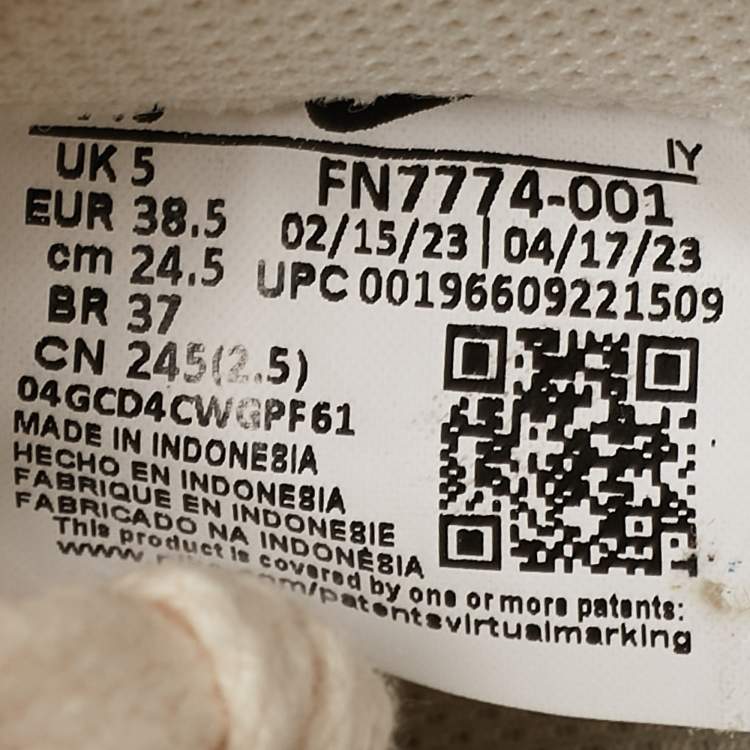 IY
UK 5
EUR 38.5
cm 24.5
BR 37
CN 245(2.5)
FN7774-001
02/15/23 | 04/17/23
UPC 00196609221509
04GCD4CWGPF61
MADE IN INDONESIA
HECHO EN INDONESIA
FABRIQUE EN INDONESIE
FABRICADO NA INDONÉSIA
This product is covered by one or more patents:
www. .com/patentsvirtualmarking